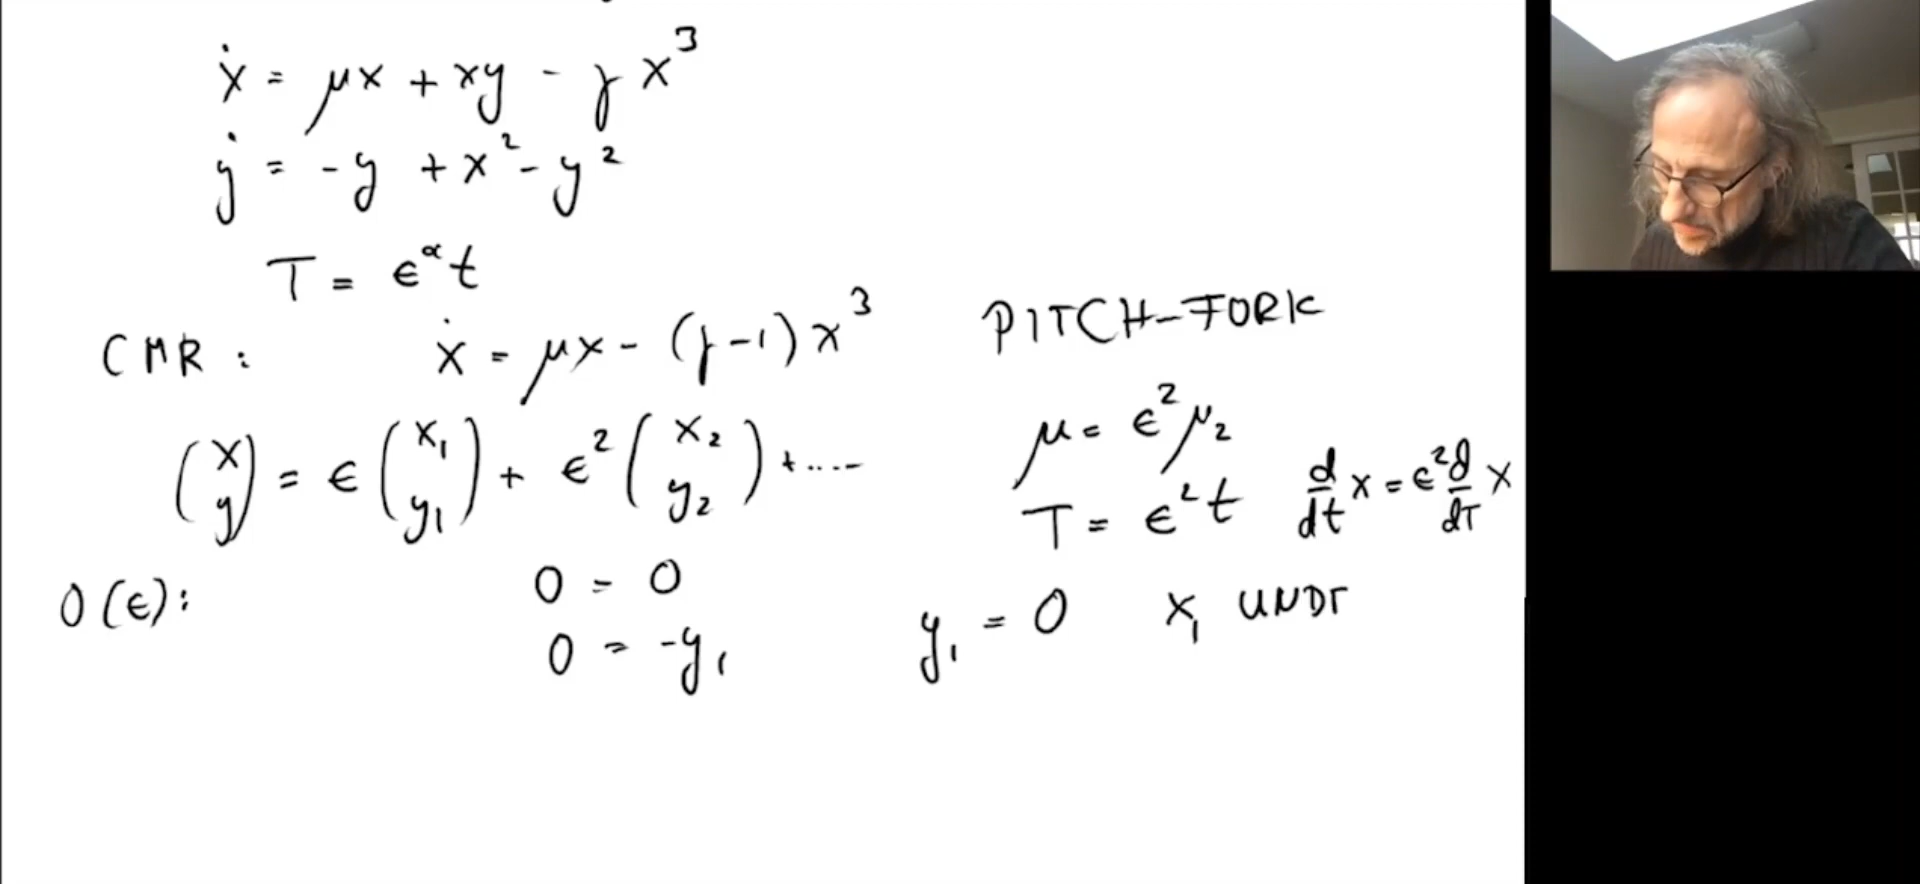 ẋ = μx + xy - γx³
ẏ = -y + x² - y²
T = ϵ^α t
CMR: ẋ = μx - (γ-1)x³ PITCH-FORK
μ = ϵ²μ₂
(x y) = ϵ(x₁ y₁) + ϵ²(x₂ y₂) + ....
T = ϵ²t d/dt x = ϵ² d/dT x
O(ϵ): 0 = 0
0 = -y₁ y₁ = 0 x₁ UNDT